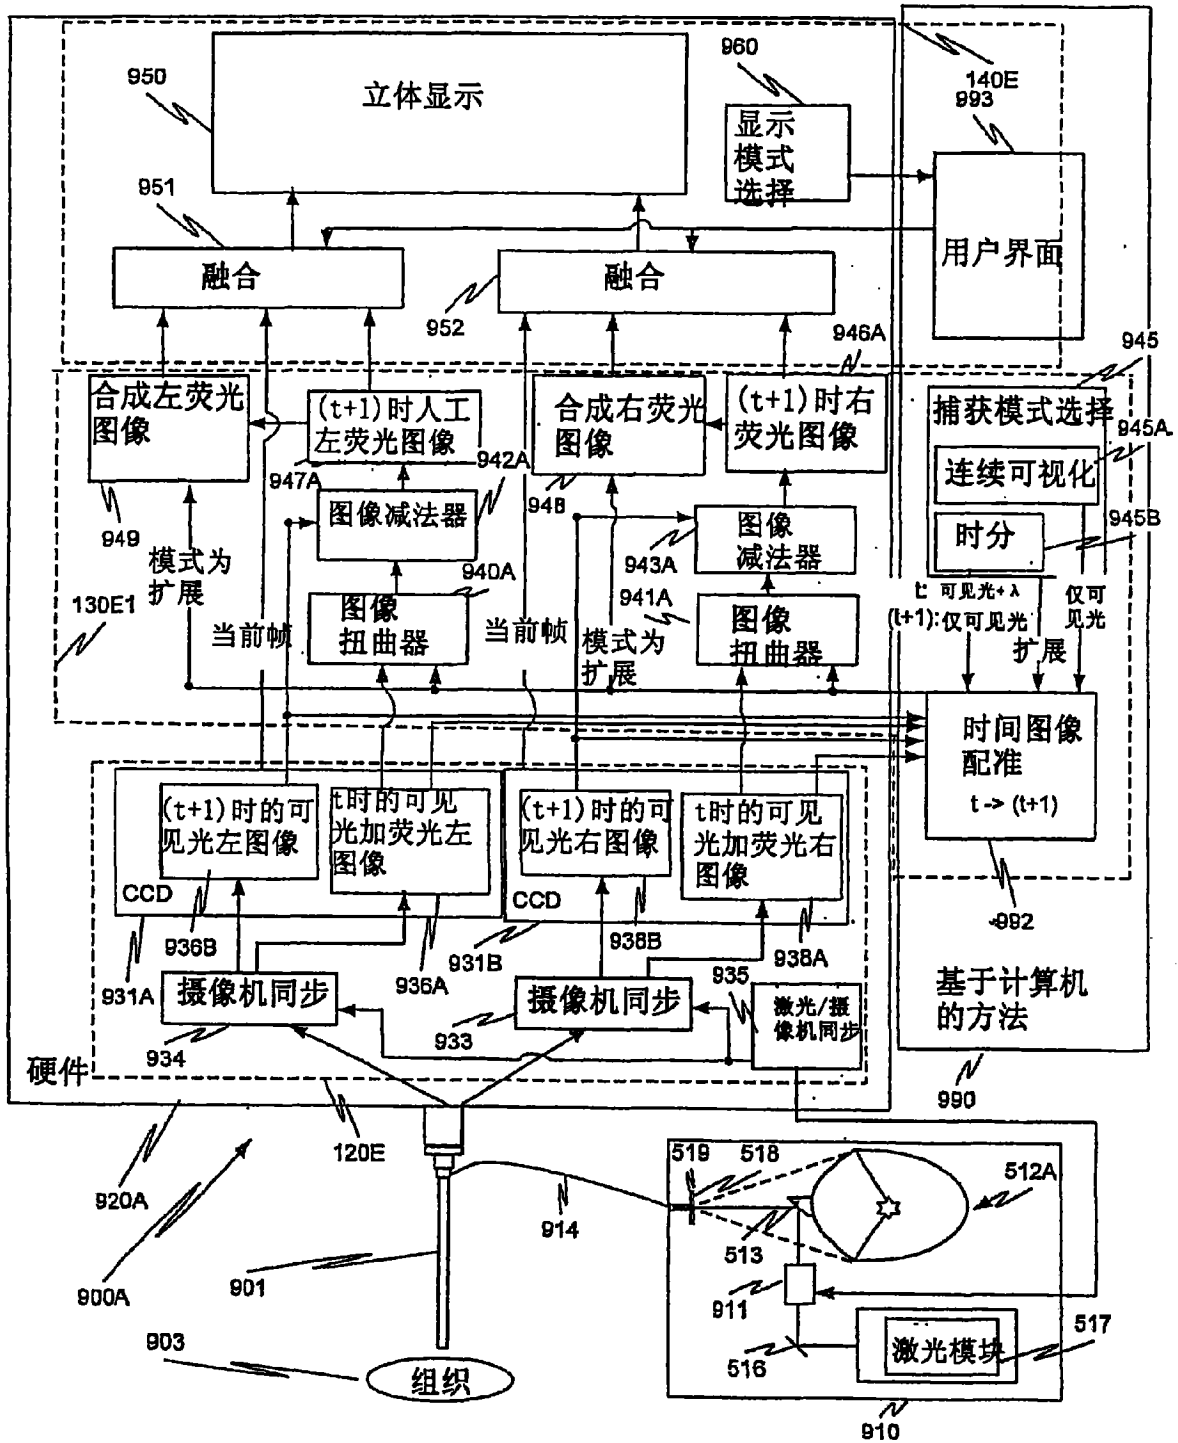 950
立体显示
960
140E
993
显示
模式
选择
951
用户界面
融合
融合
952
946A
945
合成左荧光
图像
(t+1)时人工
左荧光图像
合成右荧光
图像
(t+1)时右
荧光图像
捕获模式选择
945A
947A
942A
948
949
连续可视化
图像减法器
图像
减法器
943A
时分
945B
模式为
扩展
940A
941A
t: 可见光+λ
(t+1):仅可见光
仅可
见光
130E1
当前帧
图像
扭曲器
当前帧
模式为
扩展
图像
扭曲器
扩展
时间图像
配准
t -> (t+1)
(t+1)时的可
见光左图像
t时的可见
光加荧光左
图像
(t+1)时的可
见光右图像
t时的可见
光加荧光右
图像
CCD
CCD
992
936B
931A
936A
931B
938B
938A
935
摄像机同步
摄像机同步
激光/摄
像机同步
基于计算机
的方法
934
933
硬件
990
120E
920A
519
518
512A
914
513
901
900A
911
903
516
激光模块
517
组织
910